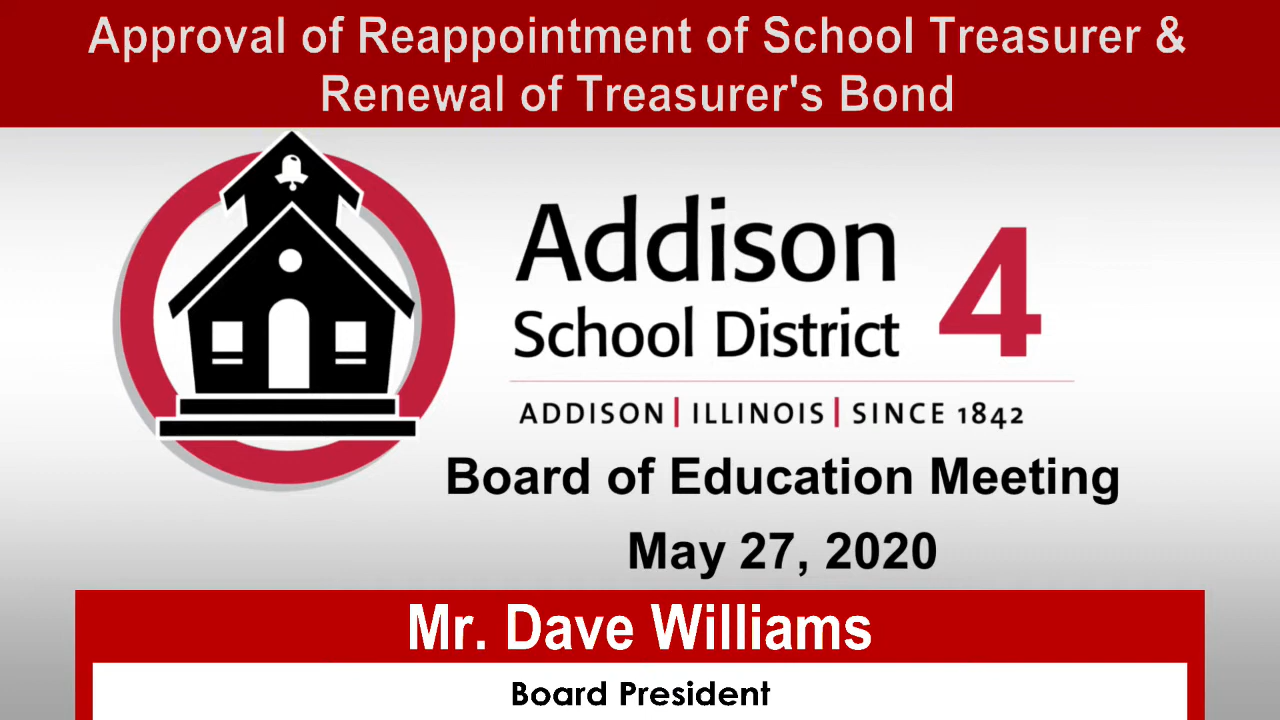 Approval of Reappointment of School Treasurer &
Renewal of Treasurer's Bond
Addison
School District 4
ADDISON | ILLINOIS | SINCE 1842
Board of Education Meeting
May 27, 2020
Mr. Dave Williams
Board President